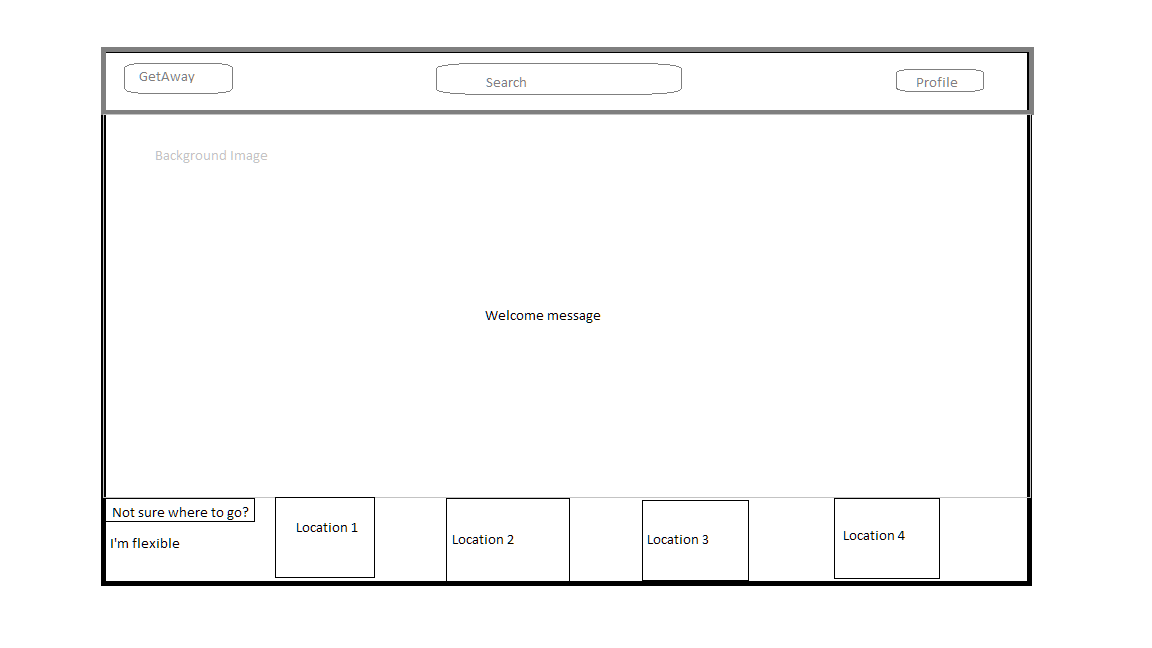 GetAway
Search
Profile
Background Image
Welcome message
Not sure where to go?
I'm flexible
Location 1
Location 2
Location 3
Location 4